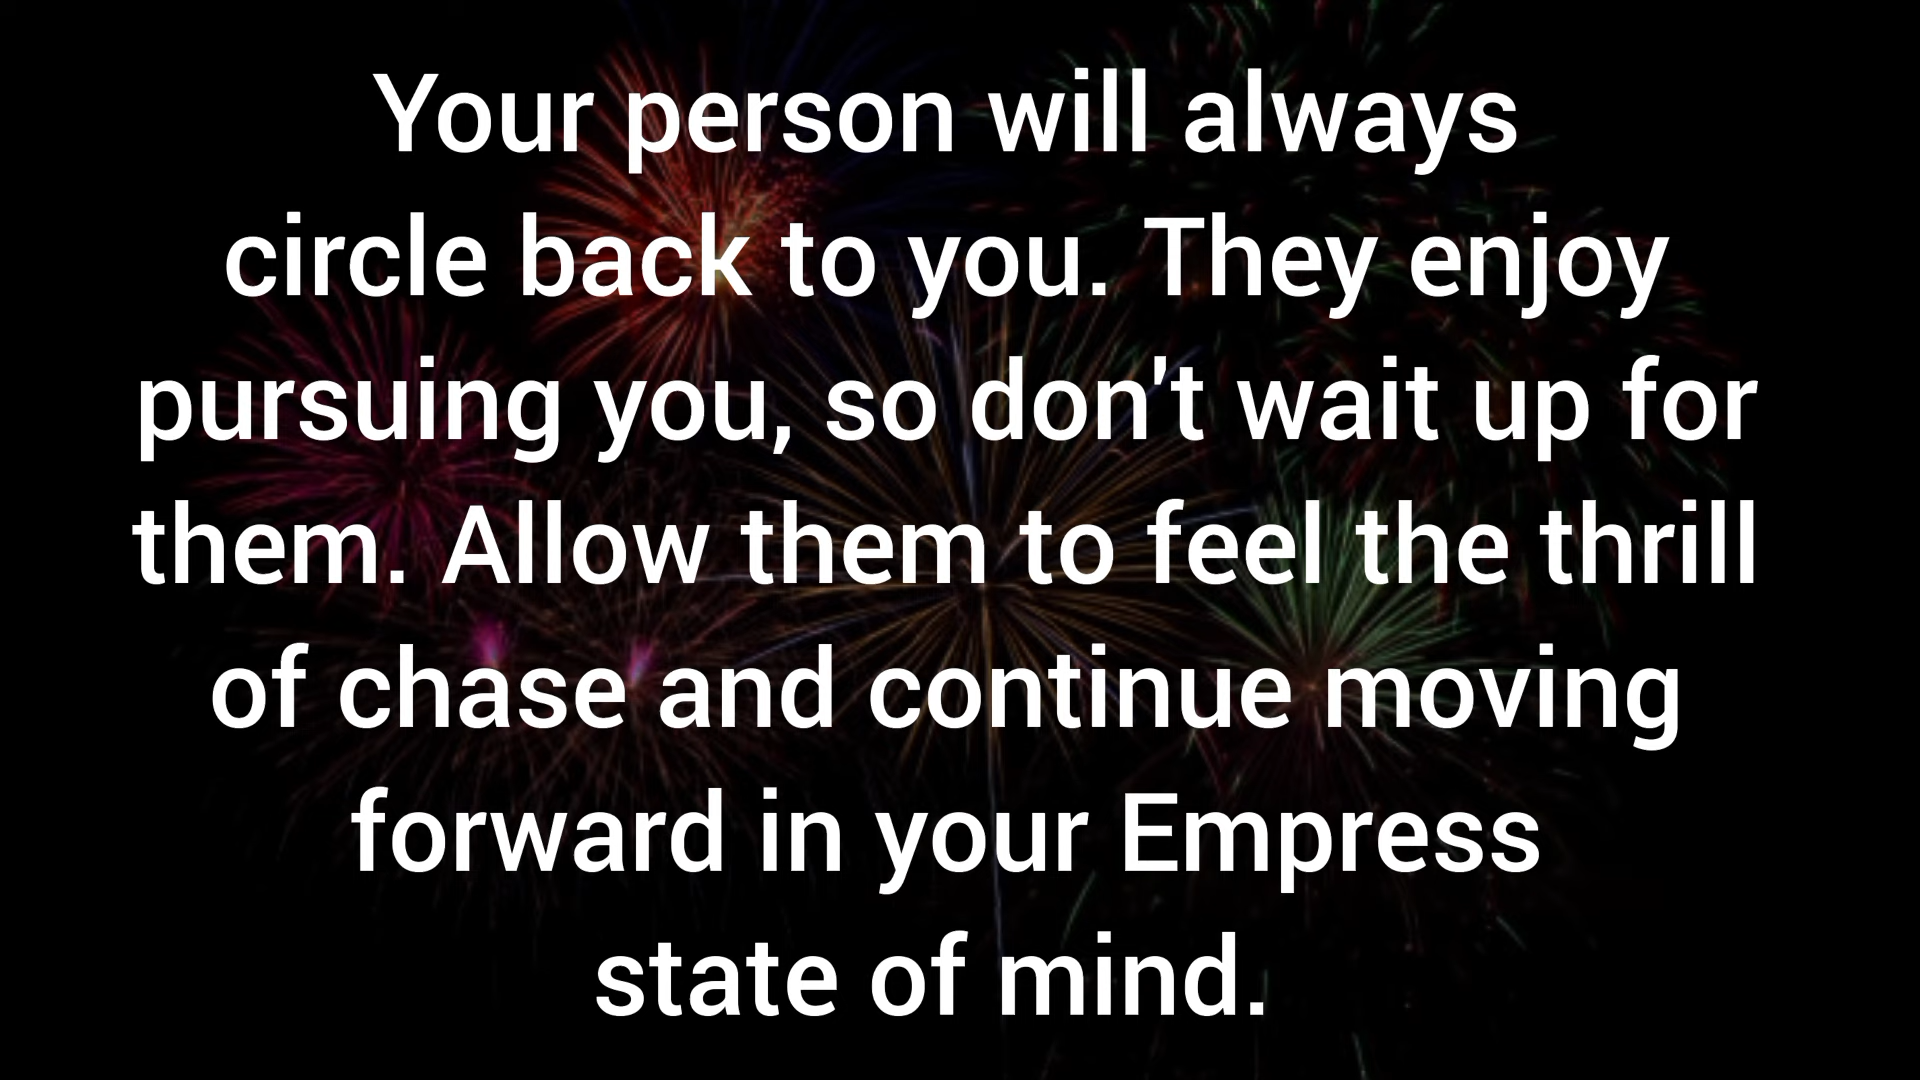 Your person will always
circle back to you. They enjoy
pursuing you, so don't wait up for
them. Allow them to feel the thrill
of chase and continue moving
forward in your Empress
state of mind.